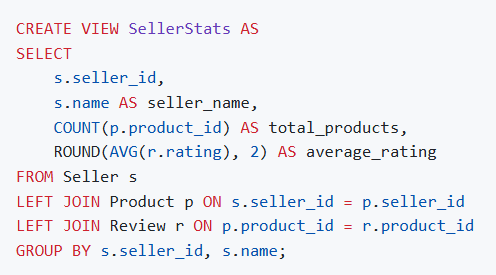 CREATE VIEW SellerStats AS
SELECT
    s.seller_id,
    s.name AS seller_name,
    COUNT(p.product_id) AS total_products,
    ROUND(AVG(r.rating), 2) AS average_rating
FROM Seller s
LEFT JOIN Product p ON s.seller_id = p.seller_id
LEFT JOIN Review r ON p.product_id = r.product_id
GROUP BY s.seller_id, s.name;